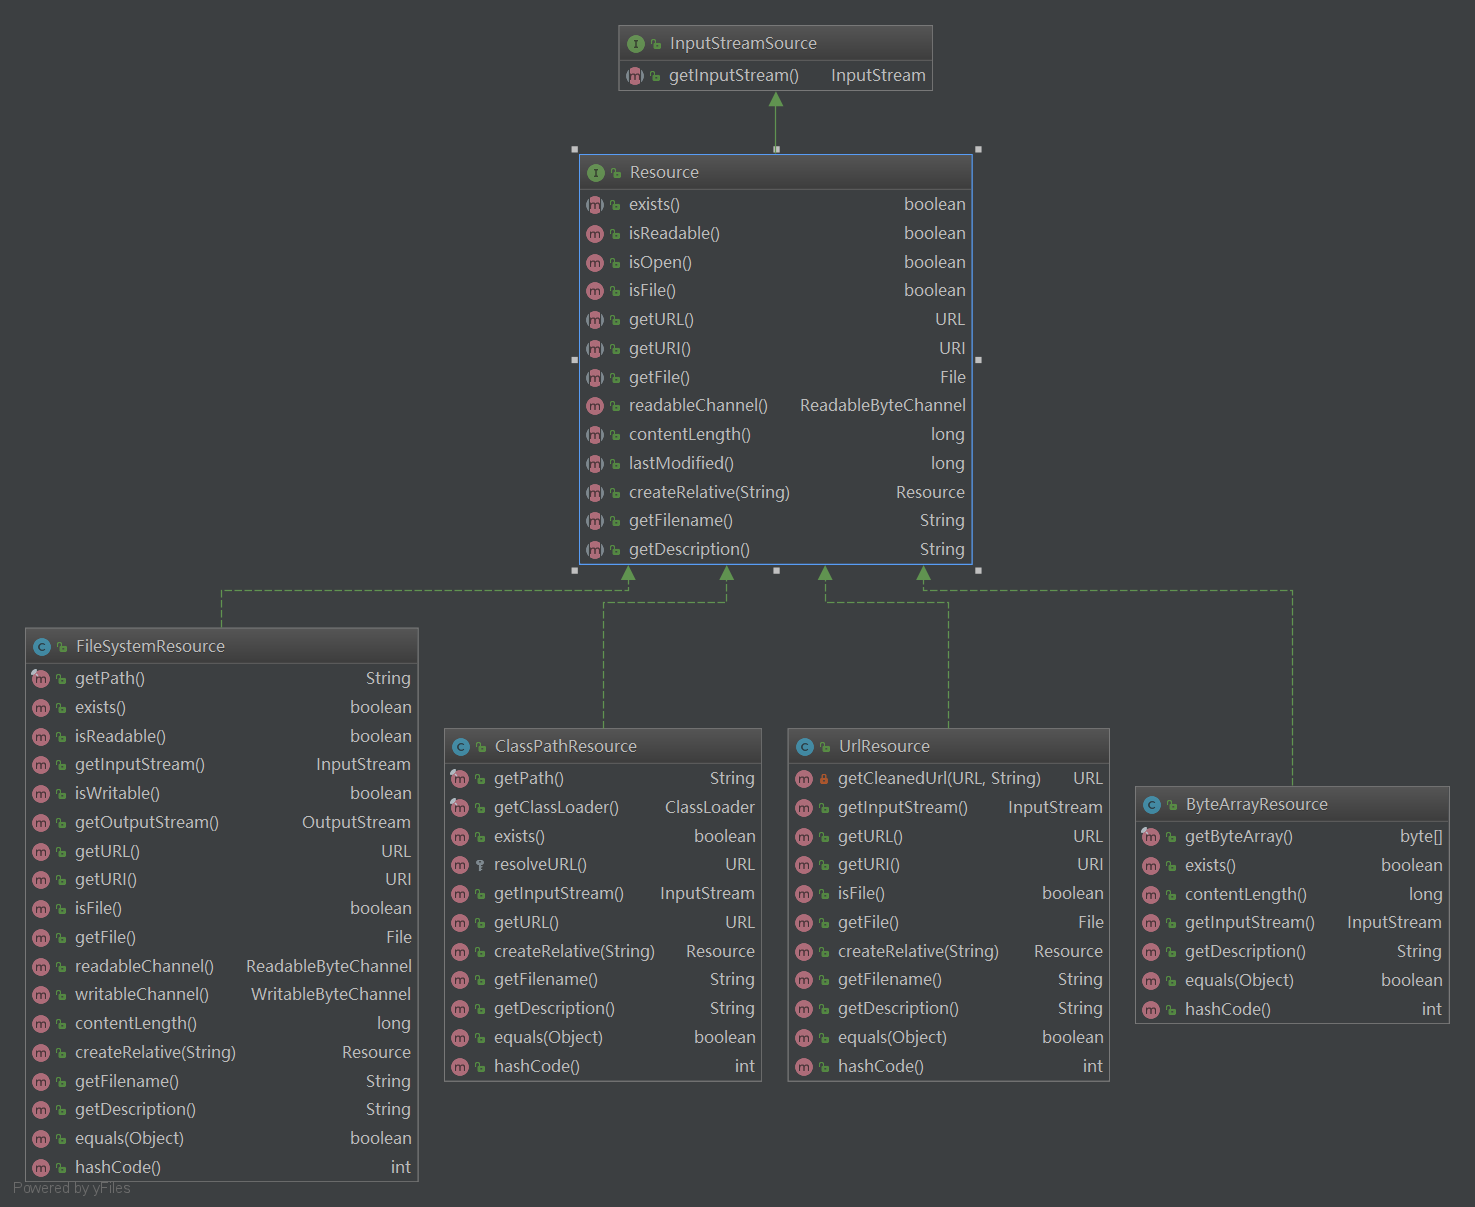 InputStreamSource
getInputStream() InputStream
Resource
exists() boolean
isReadable() boolean
isOpen() boolean
isFile() boolean
getURL() URL
getURI() URI
getFile() File
readableChannel() ReadableByteChannel
contentLength() long
lastModified() long
createRelative(String) Resource
getFilename() String
getDescription() String
FileSystemResource
getPath() String
exists() boolean
isReadable() boolean
getInputStream() InputStream
isWritable() boolean
getOutputStream() OutputStream
getURL() URL
getURI() URI
isFile() boolean
getFile() File
readableChannel() ReadableByteChannel
writableChannel() WritableByteChannel
contentLength() long
createRelative(String) Resource
getFilename() String
getDescription() String
equals(Object) boolean
hashCode() int
ClassPathResource
getPath() String
getClassLoader() ClassLoader
exists() boolean
resolveURL() URL
getInputStream() InputStream
getURL() URL
createRelative(String) Resource
getFilename() String
getDescription() String
equals(Object) boolean
hashCode() int
UrlResource
getCleanedUrl(URL, String) URL
getInputStream() InputStream
getURL() URL
getURI() URI
isFile() boolean
getFile() File
createRelative(String) Resource
getFilename() String
getDescription() String
equals(Object) boolean
hashCode() int
ByteArrayResource
getByteArray() byte[]
exists() boolean
contentLength() long
getInputStream() InputStream
getDescription() String
equals(Object) boolean
hashCode() int
Powered by yFiles